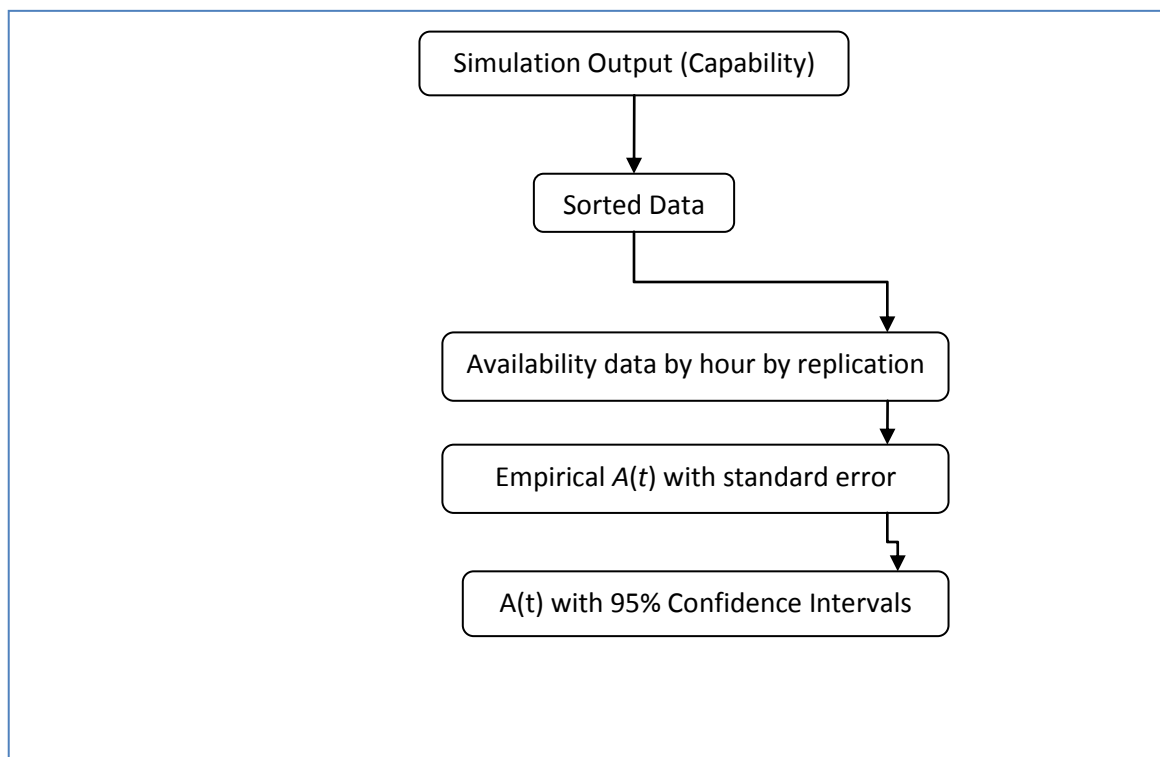 Simulation Output (Capability)
Sorted Data
Availability data by hour by replication
Empirical A(t) with standard error
A(t) with 95% Confidence Intervals